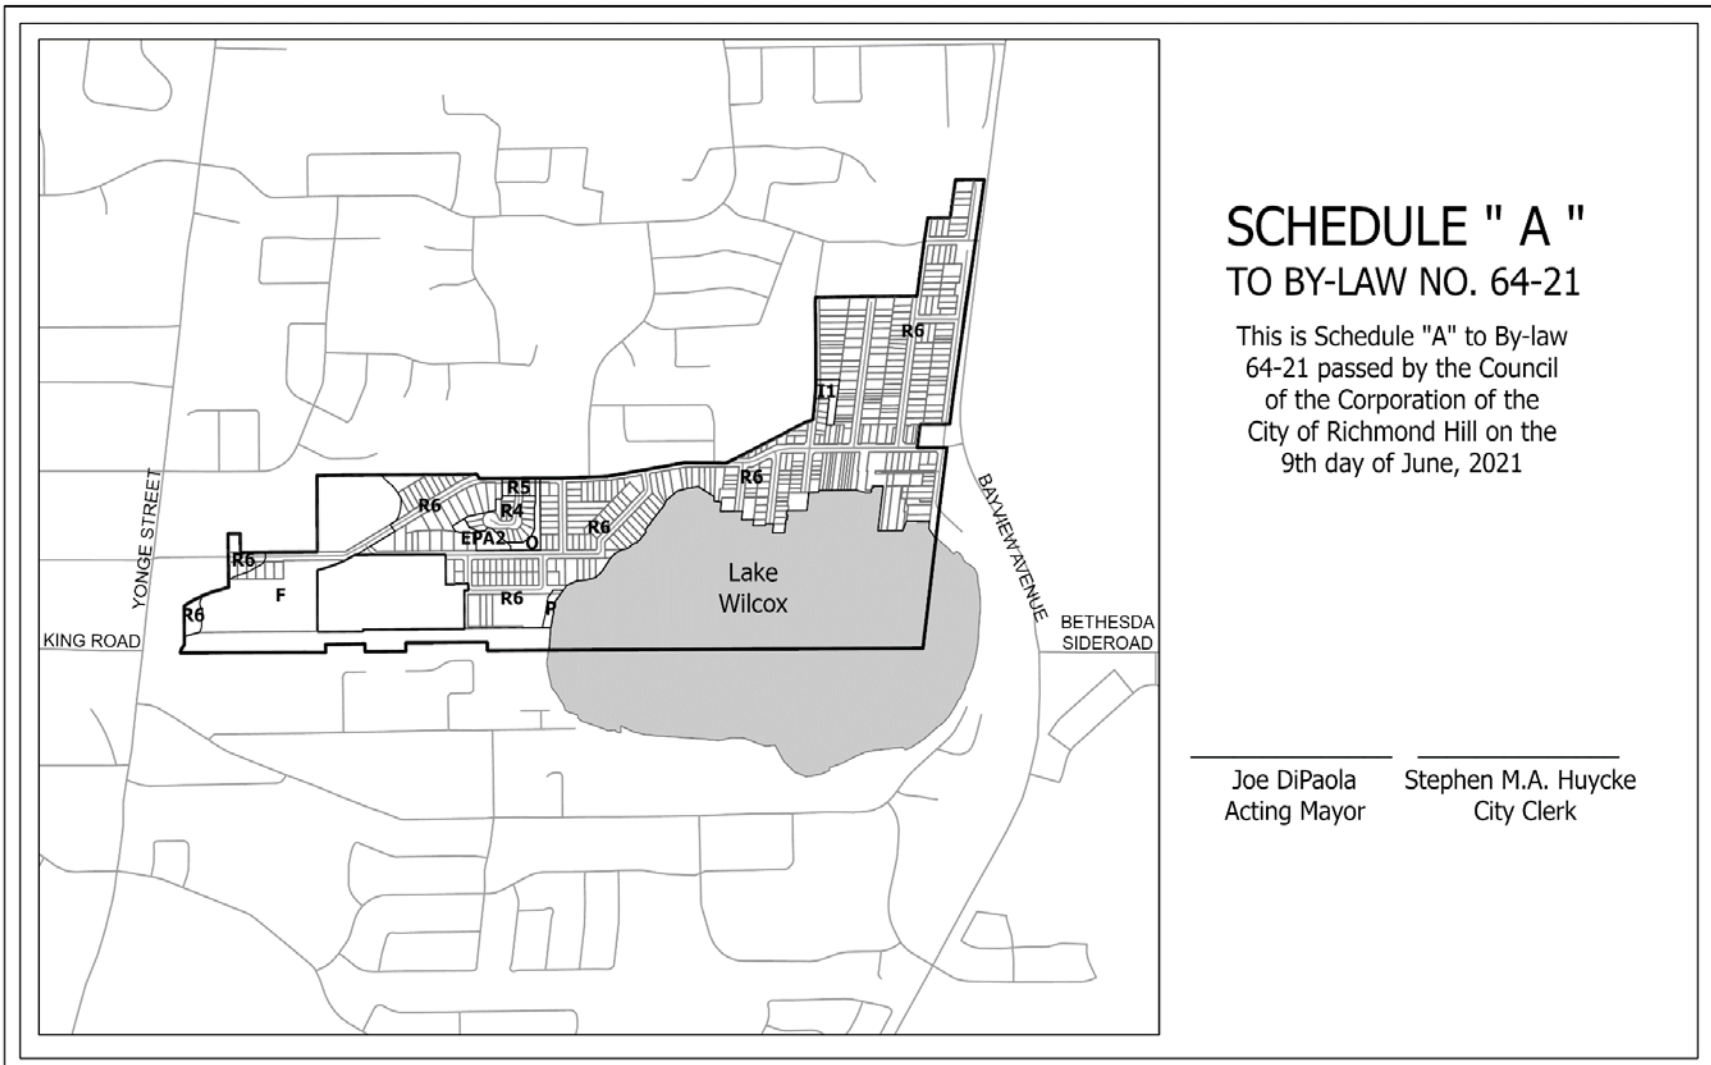 SCHEDULE " A "
TO BY-LAW NO. 64-21
This is Schedule "A" to By-law
64-21 passed by the Council
of the Corporation of the
City of Richmond Hill on the
9th day of June, 2021
R6
I1
R6
R5
R6
R4
R6
EPA2
O
R6
F
R6
P
R6
Lake
Wilcox
YONGE STREET
BAYVIEW AVENUE
KING ROAD
BETHESDA
SIDEROAD
Joe DiPaola
Acting Mayor
Stephen M.A. Huycke
City Clerk